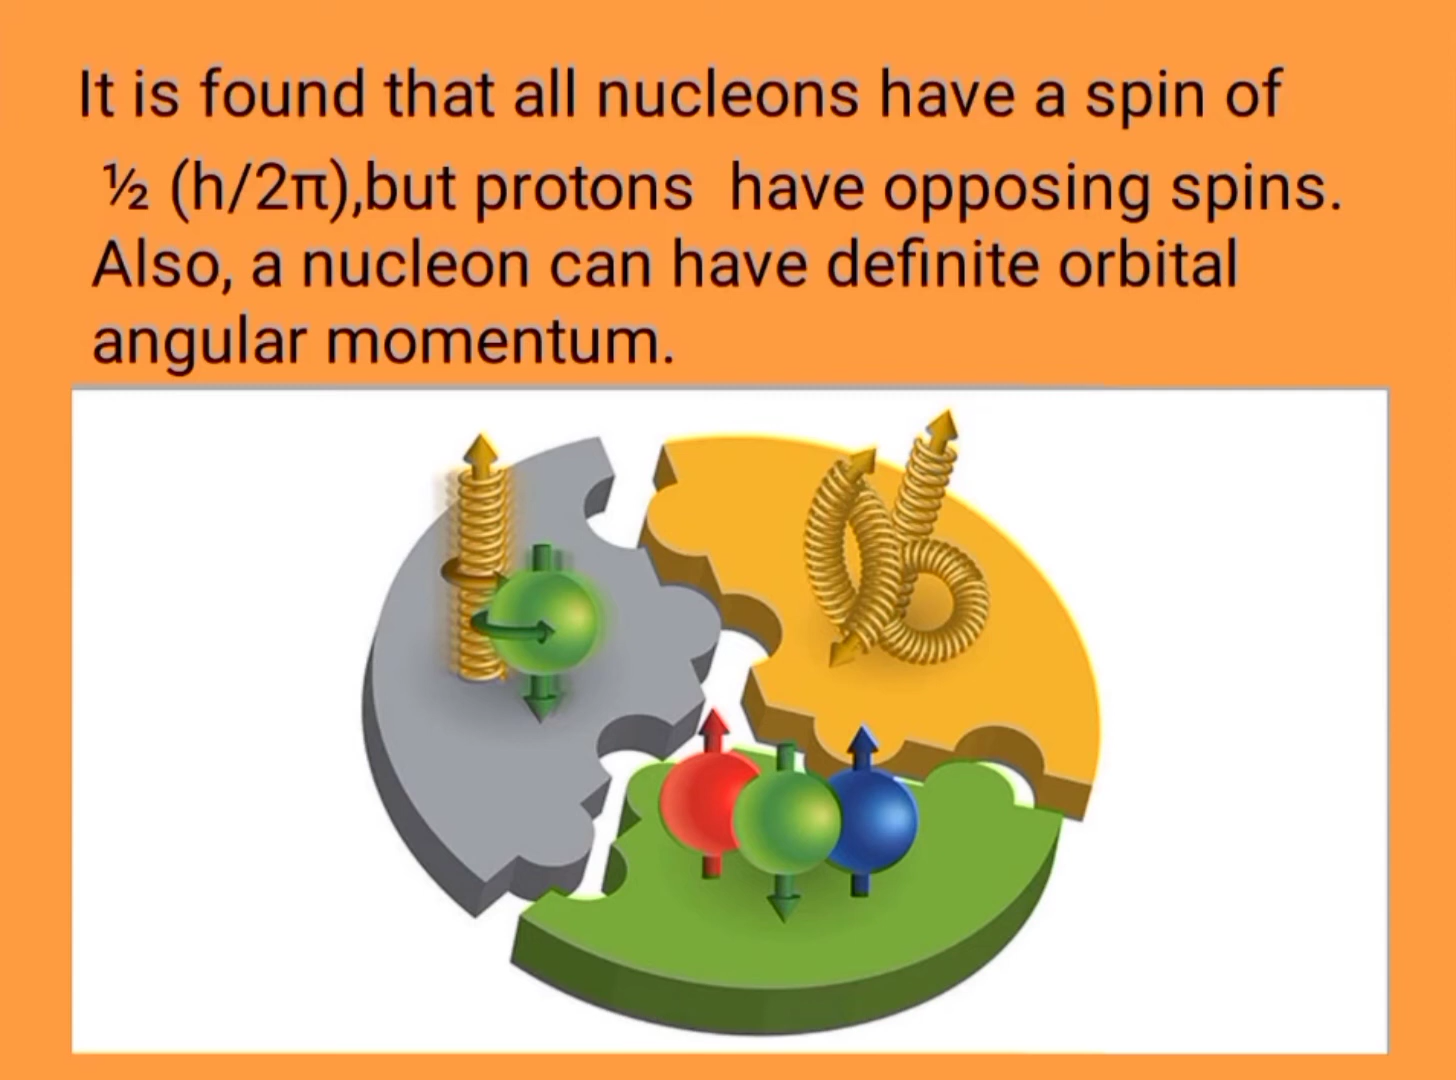 It is found that all nucleons have a spin of
½ (h/2π),but protons have opposing spins.
Also, a nucleon can have definite orbital
angular momentum.